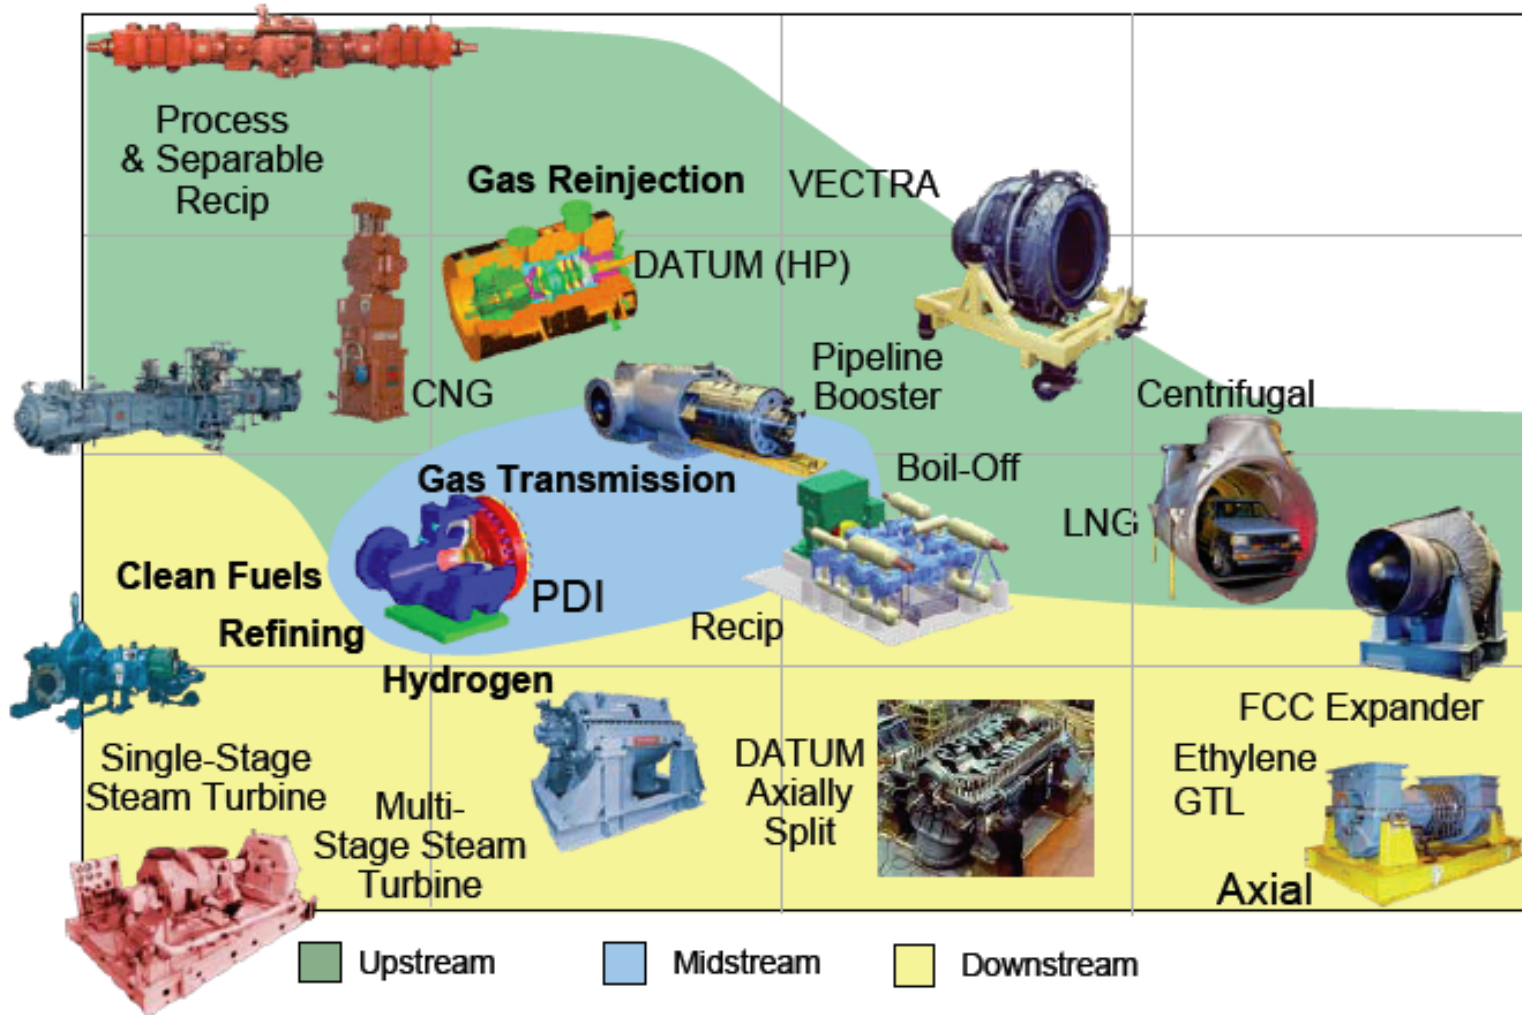 Process
& Separable
Recip
Gas Reinjection
VECTRA
DATUM (HP)
CNG
Pipeline
Booster
Centrifugal
Gas Transmission
Boil-Off
LNG
Clean Fuels
PDI
Refining
Recip
Hydrogen
FCC Expander
Single-Stage
Steam Turbine
Multi-
Stage Steam
Turbine
DATUM
Axially
Split
Ethylene
GTL
Axial
Upstream
Midstream
Downstream